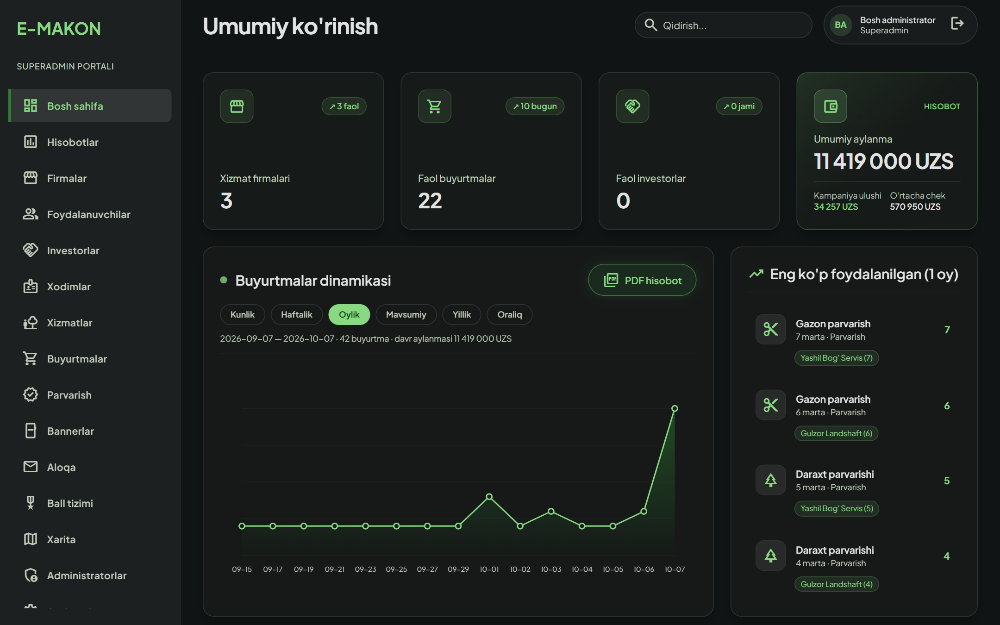 E-MAKON
SUPERADMIN PORTALI
Bosh sahifa
Hisobotlar
Firmalar
Foydalanuvchilar
Investorlar
Xodimlar
Xizmatlar
Buyurtmalar
Parvarish
Bannerlar
Aloqa
Ball tizimi
Xarita
Administratorlar
Umumiy ko'rinish
Qidirish...
BA
Bosh administrator
Superadmin
↗ 3 faol
Xizmat firmalari
3
↗ 10 bugun
Faol buyurtmalar
22
↗ 0 jami
Faol investorlar
0
HISOBOT
Umumiy aylanma
11 419 000 UZS
Kampaniya ulushi O'rtacha chek
34 257 UZS 570 950 UZS
Buyurtmalar dinamikasi
PDF PDF hisobot
Kunlik Haftalik Oylik Mavsumiy Yillik Oraliq
2026-09-07 — 2026-10-07 · 42 buyurtma · davr aylanmasi 11 419 000 UZS
09-15 09-17 09-19 09-21 09-23 09-25 09-27 09-29 10-01 10-02 10-03 10-04 10-05 10-06 10-07
Eng ko'p foydalanilgan (1 oy)
Gazon parvarish
7 marta · Parvarish
7
Yashil Bog' Servis (7)
Gazon parvarish
6 marta · Parvarish
6
Gulzor Landshaft (6)
Daraxt parvarishi
5 marta · Parvarish
5
Yashil Bog' Servis (5)
Daraxt parvarishi
4 marta · Parvarish
4
Gulzor Landshaft (4)